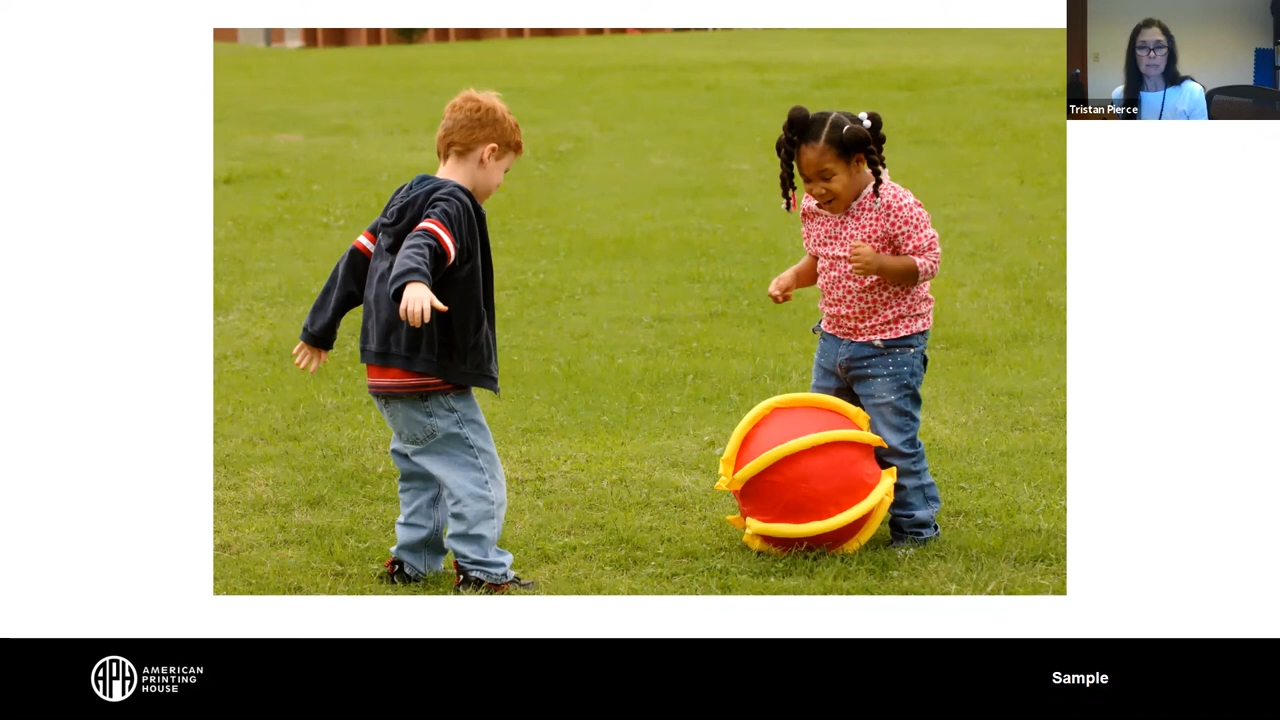 Tristan Pierce
APH
AMERICAN
PRINTING
HOUSE
Sample